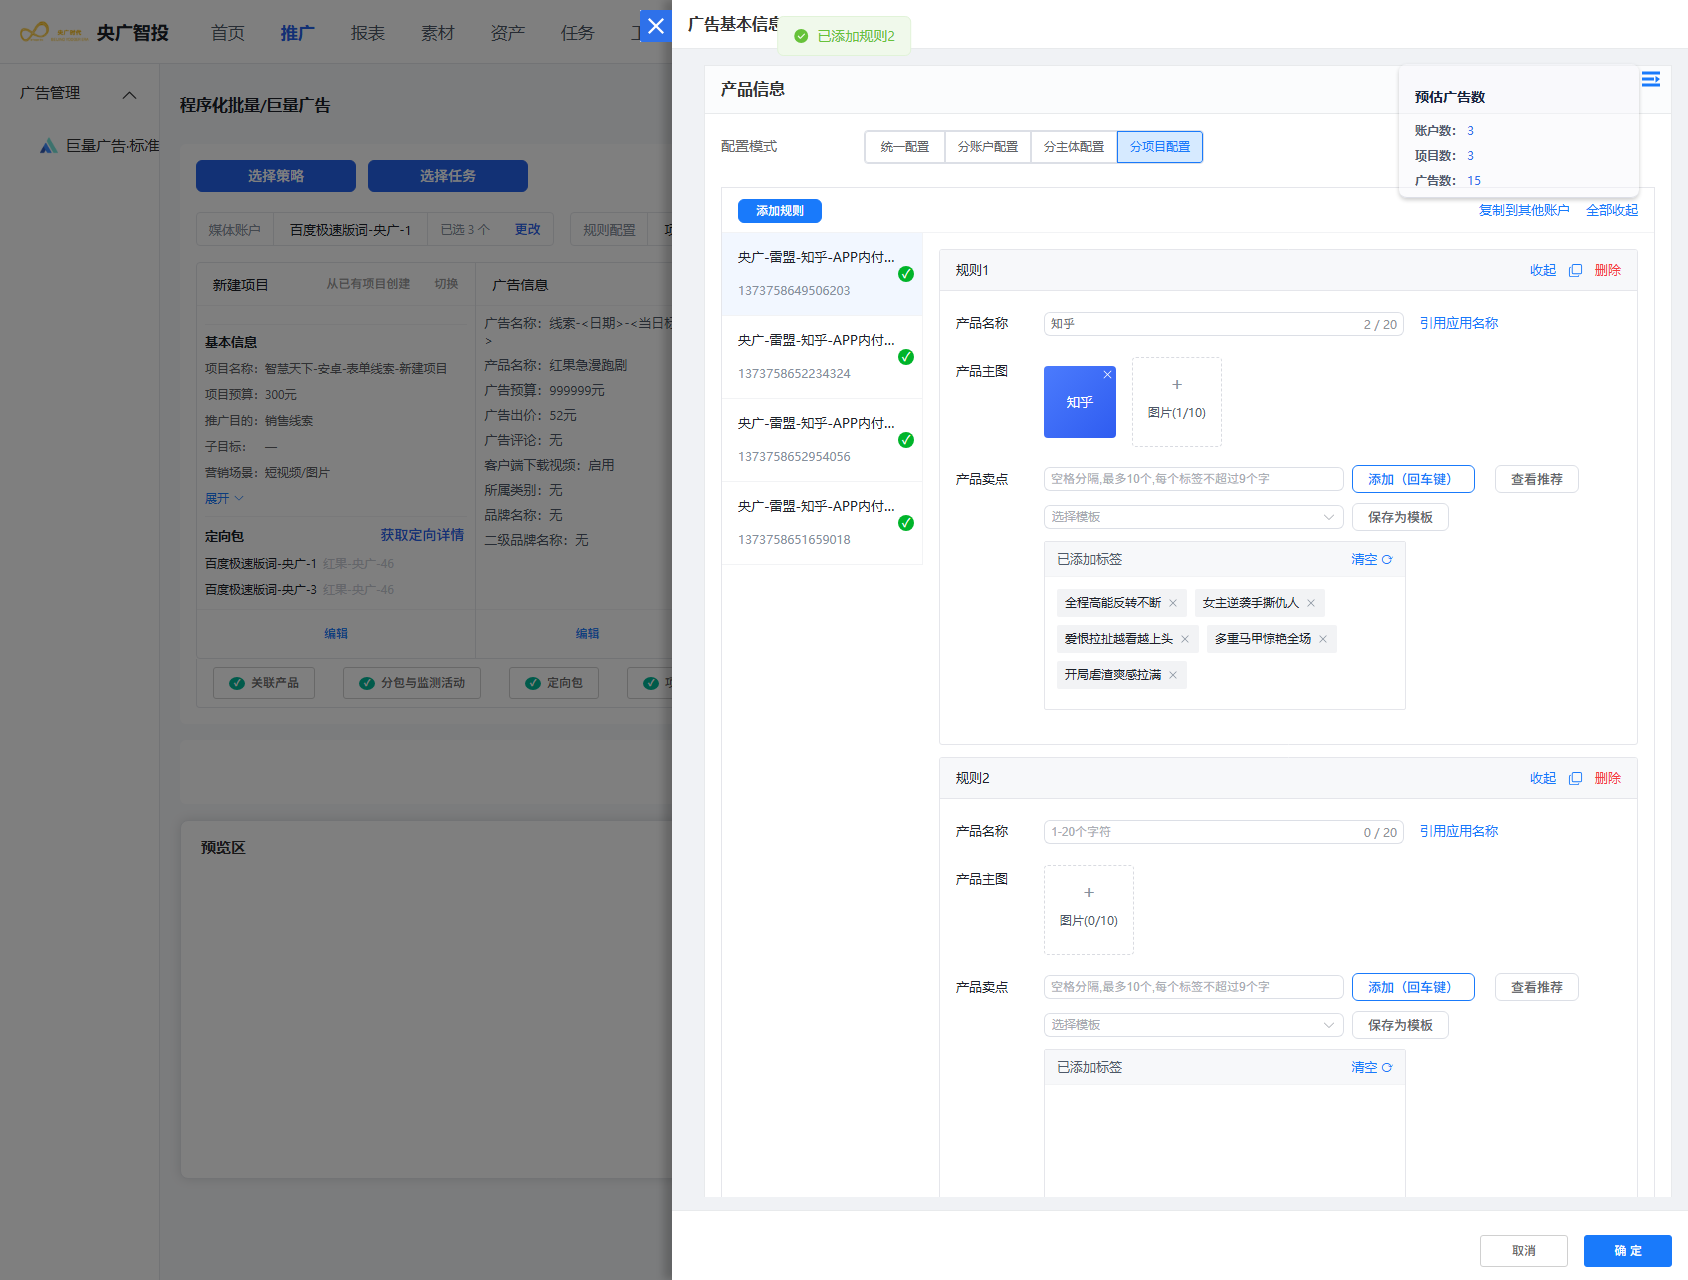 央广智投
首页
推广
报表
素材
资产
任务
广告管理
巨量广告·标准
程序化批量/巨量广告
选择策略
选择任务
媒体账户
百度极速版词-央广-1
已选 3 个
更改
规则配置
新建项目
从已有项目创建
切换
广告信息
基本信息
项目名称: 智慧天下-安卓-表单线索-新建项目
项目预算: 300元
推广目的: 销售线索
子目标: —
营销场景: 短视频/图片
展开
定向包
获取定向详情
百度极速版词-央广-1 红果-央广-46
百度极速版词-央广-3 红果-央广-46
编辑
广告名称: 线索-<日期>-<当日标
>
产品名称: 红果急漫跑剧
广告预算: 999999元
广告出价: 52元
广告评论: 无
客户端下载视频: 启用
所属类别: 无
品牌名称: 无
二级品牌名称: 无
编辑
关联产品
分包与监测活动
定向包
预览区
广告基本信息
已添加规则2
产品信息
预估广告数
账户数: 3
项目数: 3
广告数: 15
配置模式
统一配置
分账户配置
分主体配置
分项目配置
添加规则
复制到其他账户
全部收起
央广-雷盟-知乎-APP内付...
1373758649506203
央广-雷盟-知乎-APP内付...
1373758652234324
央广-雷盟-知乎-APP内付...
1373758652954056
央广-雷盟-知乎-APP内付...
1373758651659018
规则1
收起
删除
产品名称
知乎
2 / 20
引用应用名称
产品主图
知乎
+
图片(1/10)
产品卖点
空格分隔,最多10个,每个标签不超过9个字
添加（回车键）
查看推荐
选择模板
保存为模板
已添加标签
清空
全程高能反转不断
女主逆袭手撕仇人
爱恨拉扯越看越上头
多重马甲惊艳全场
开局虐渣爽感拉满
规则2
收起
删除
产品名称
1-20个字符
0 / 20
引用应用名称
产品主图
+
图片(0/10)
产品卖点
空格分隔,最多10个,每个标签不超过9个字
添加（回车键）
查看推荐
选择模板
保存为模板
已添加标签
清空
取消
确 定